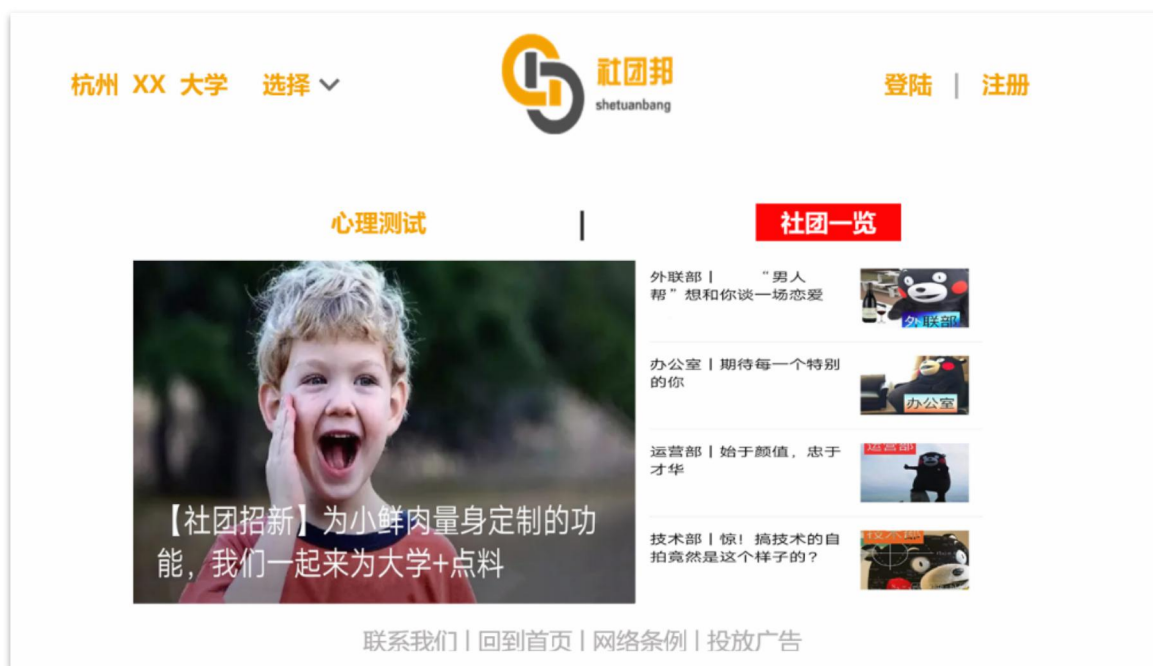 杭州 XX 大学 选择
社团邦
shetuanbang
登陆 | 注册
心理测试 | 社团一览
【社团招新】为小鲜肉量身定制的功
能，我们一起来为大学+点料
外联部丨 “男人
帮”想和你谈一场恋爱
外联部
办公室丨期待每一个特别
的你
办公室
运营部丨始于颜值，忠于
才华
运营部
技术部丨惊！搞技术的自
拍竟然是这个样子的？
技术部
联系我们丨回到首页丨网络条例丨投放广告